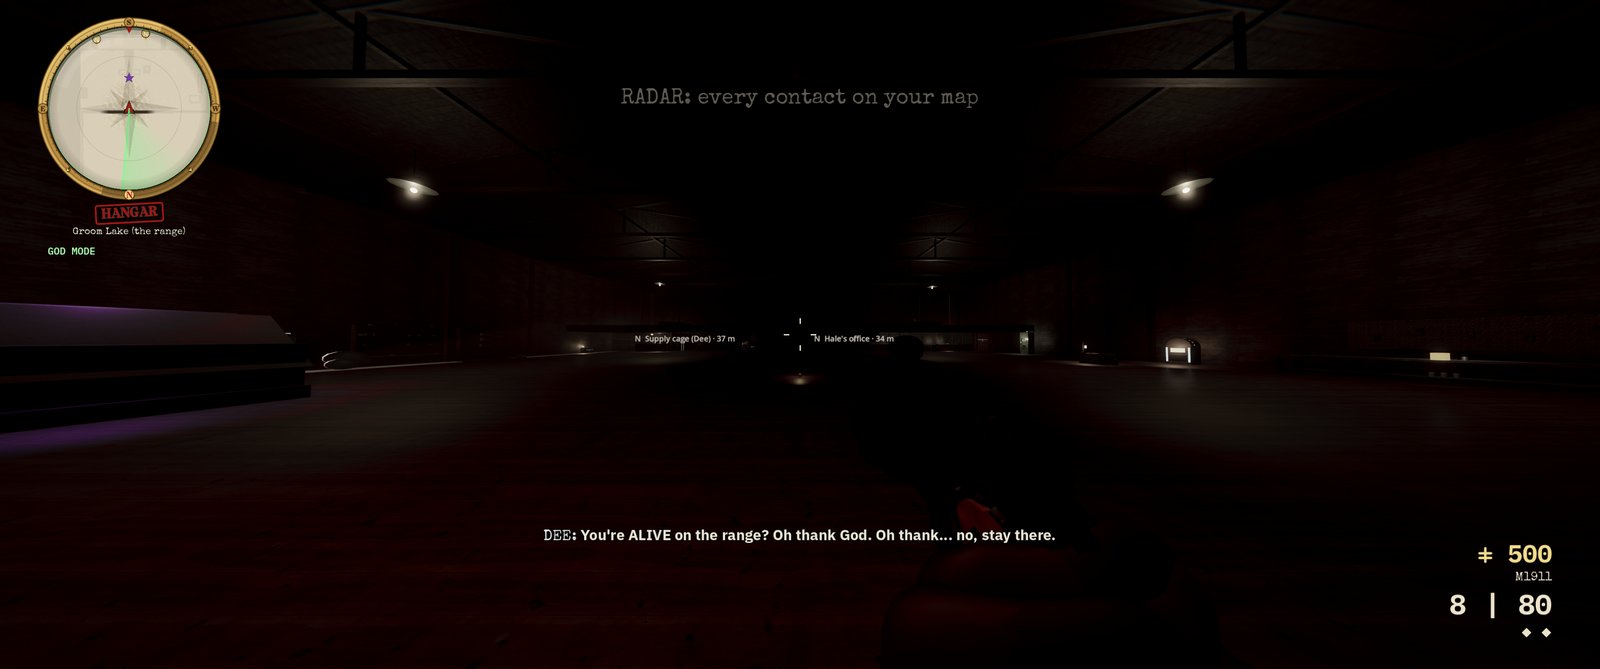 S
E
W
N
HANGAR
Groom Lake (the range)
GOD MODE
RADAR: every contact on your map
N Supply cage (Dee) · 37 m
N Hale's office · 34 m
DEE: You're ALIVE on the range? Oh thank God. Oh thank... no, stay there.
500
M1911
8 | 80